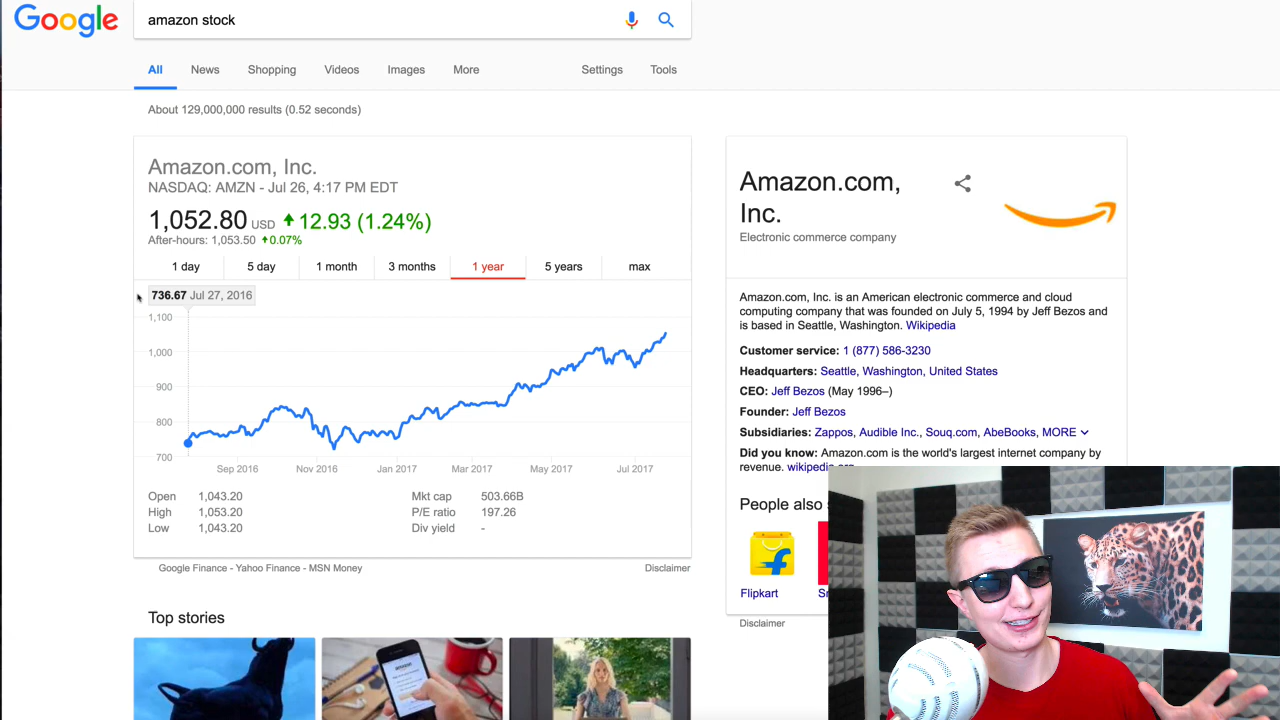 Google
amazon stock
All News Shopping Videos Images More Settings Tools
About 129,000,000 results (0.52 seconds)
Amazon.com, Inc.
NASDAQ: AMZN - Jul 26, 4:17 PM EDT
1,052.80 USD 12.93 (1.24%)
After-hours: 1,053.50 0.07%
1 day 5 day 1 month 3 months 1 year 5 years max
736.67 Jul 27, 2016
1,100
1,000
900
800
700
Sep 2016 Nov 2016 Jan 2017 Mar 2017 May 2017 Jul 2017
Open 1,043.20 Mkt cap 503.66B
High 1,053.20 P/E ratio 197.26
Low 1,043.20 Div yield -
Google Finance - Yahoo Finance - MSN Money Disclaimer
Top stories
Amazon.com,
Inc.
Electronic commerce company
Amazon.com, Inc. is an American electronic commerce and cloud
computing company that was founded on July 5, 1994 by Jeff Bezos and
is based in Seattle, Washington. Wikipedia
Customer service: 1 (877) 586-3230
Headquarters: Seattle, Washington, United States
CEO: Jeff Bezos (May 1996–)
Founder: Jeff Bezos
Subsidiaries: Zappos, Audible Inc., Souq.com, AbeBooks, MORE
Did you know: Amazon.com is the world's largest internet company by
revenue. wikipedia.org
People also
Flipkart
Disclaimer